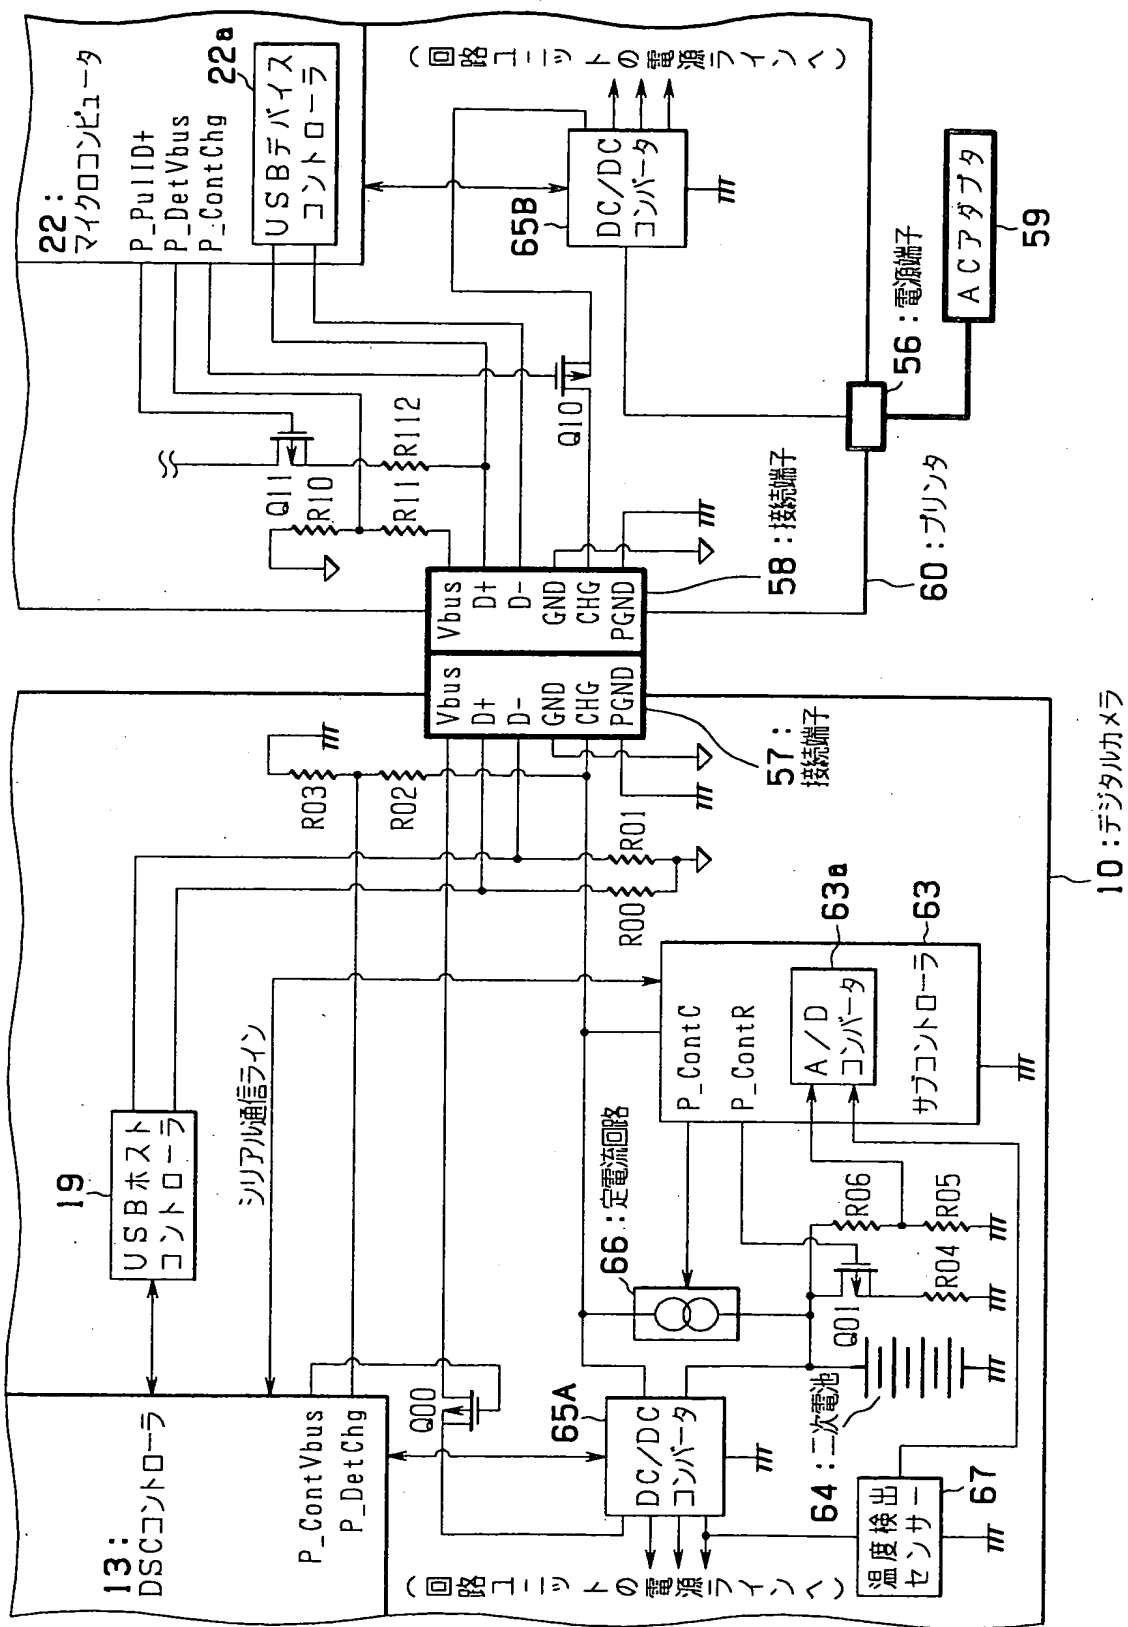 13：
DSCコントローラ
P_ContVbus
P_DetChg
19
USBホスト
コントローラ
シリアル通信ライン
Q00
65A
DC/DC
コンバータ
(回路ユニットの電源ラインへ)
66：定電流回路
64：二次電池
67
温度検出
センサー
Q01
R04
R05
R06
P_ContC
P_ContR
A/D
コンバータ
63a
サブコントローラ
63
R00
R01
R03
R02
Vbus
D+
D-
GND
CHG
PGND
57：
接続端子
10：デジタルカメラ
Vbus
D+
D-
GND
CHG
PGND
58：接続端子
60：プリンタ
Q11
R10
R11
R112
Q10
22：
マイクロコンピュータ
P_PullD+
P_DetVbus
P_ContChg
22a
USBデバイス
コントローラ
65B
DC/DC
コンバータ
(回路ユニットの電源ラインへ)
56：電源端子
ACアダプタ
59